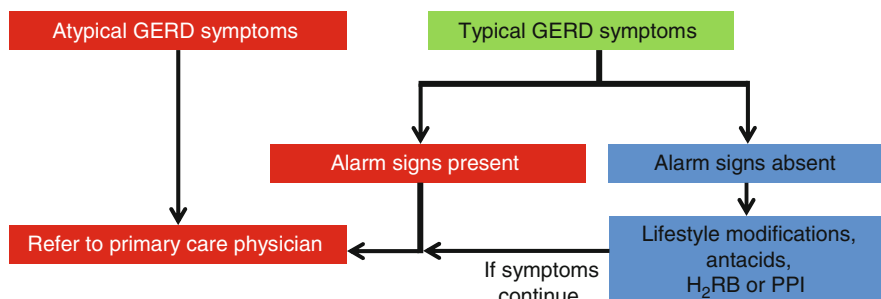 Atypical GERD symptoms
Typical GERD symptoms
Alarm signs present
Alarm signs absent
Refer to primary care physician
Lifestyle modifications,
antacids,
H₂RB or PPI
If symptoms
continue